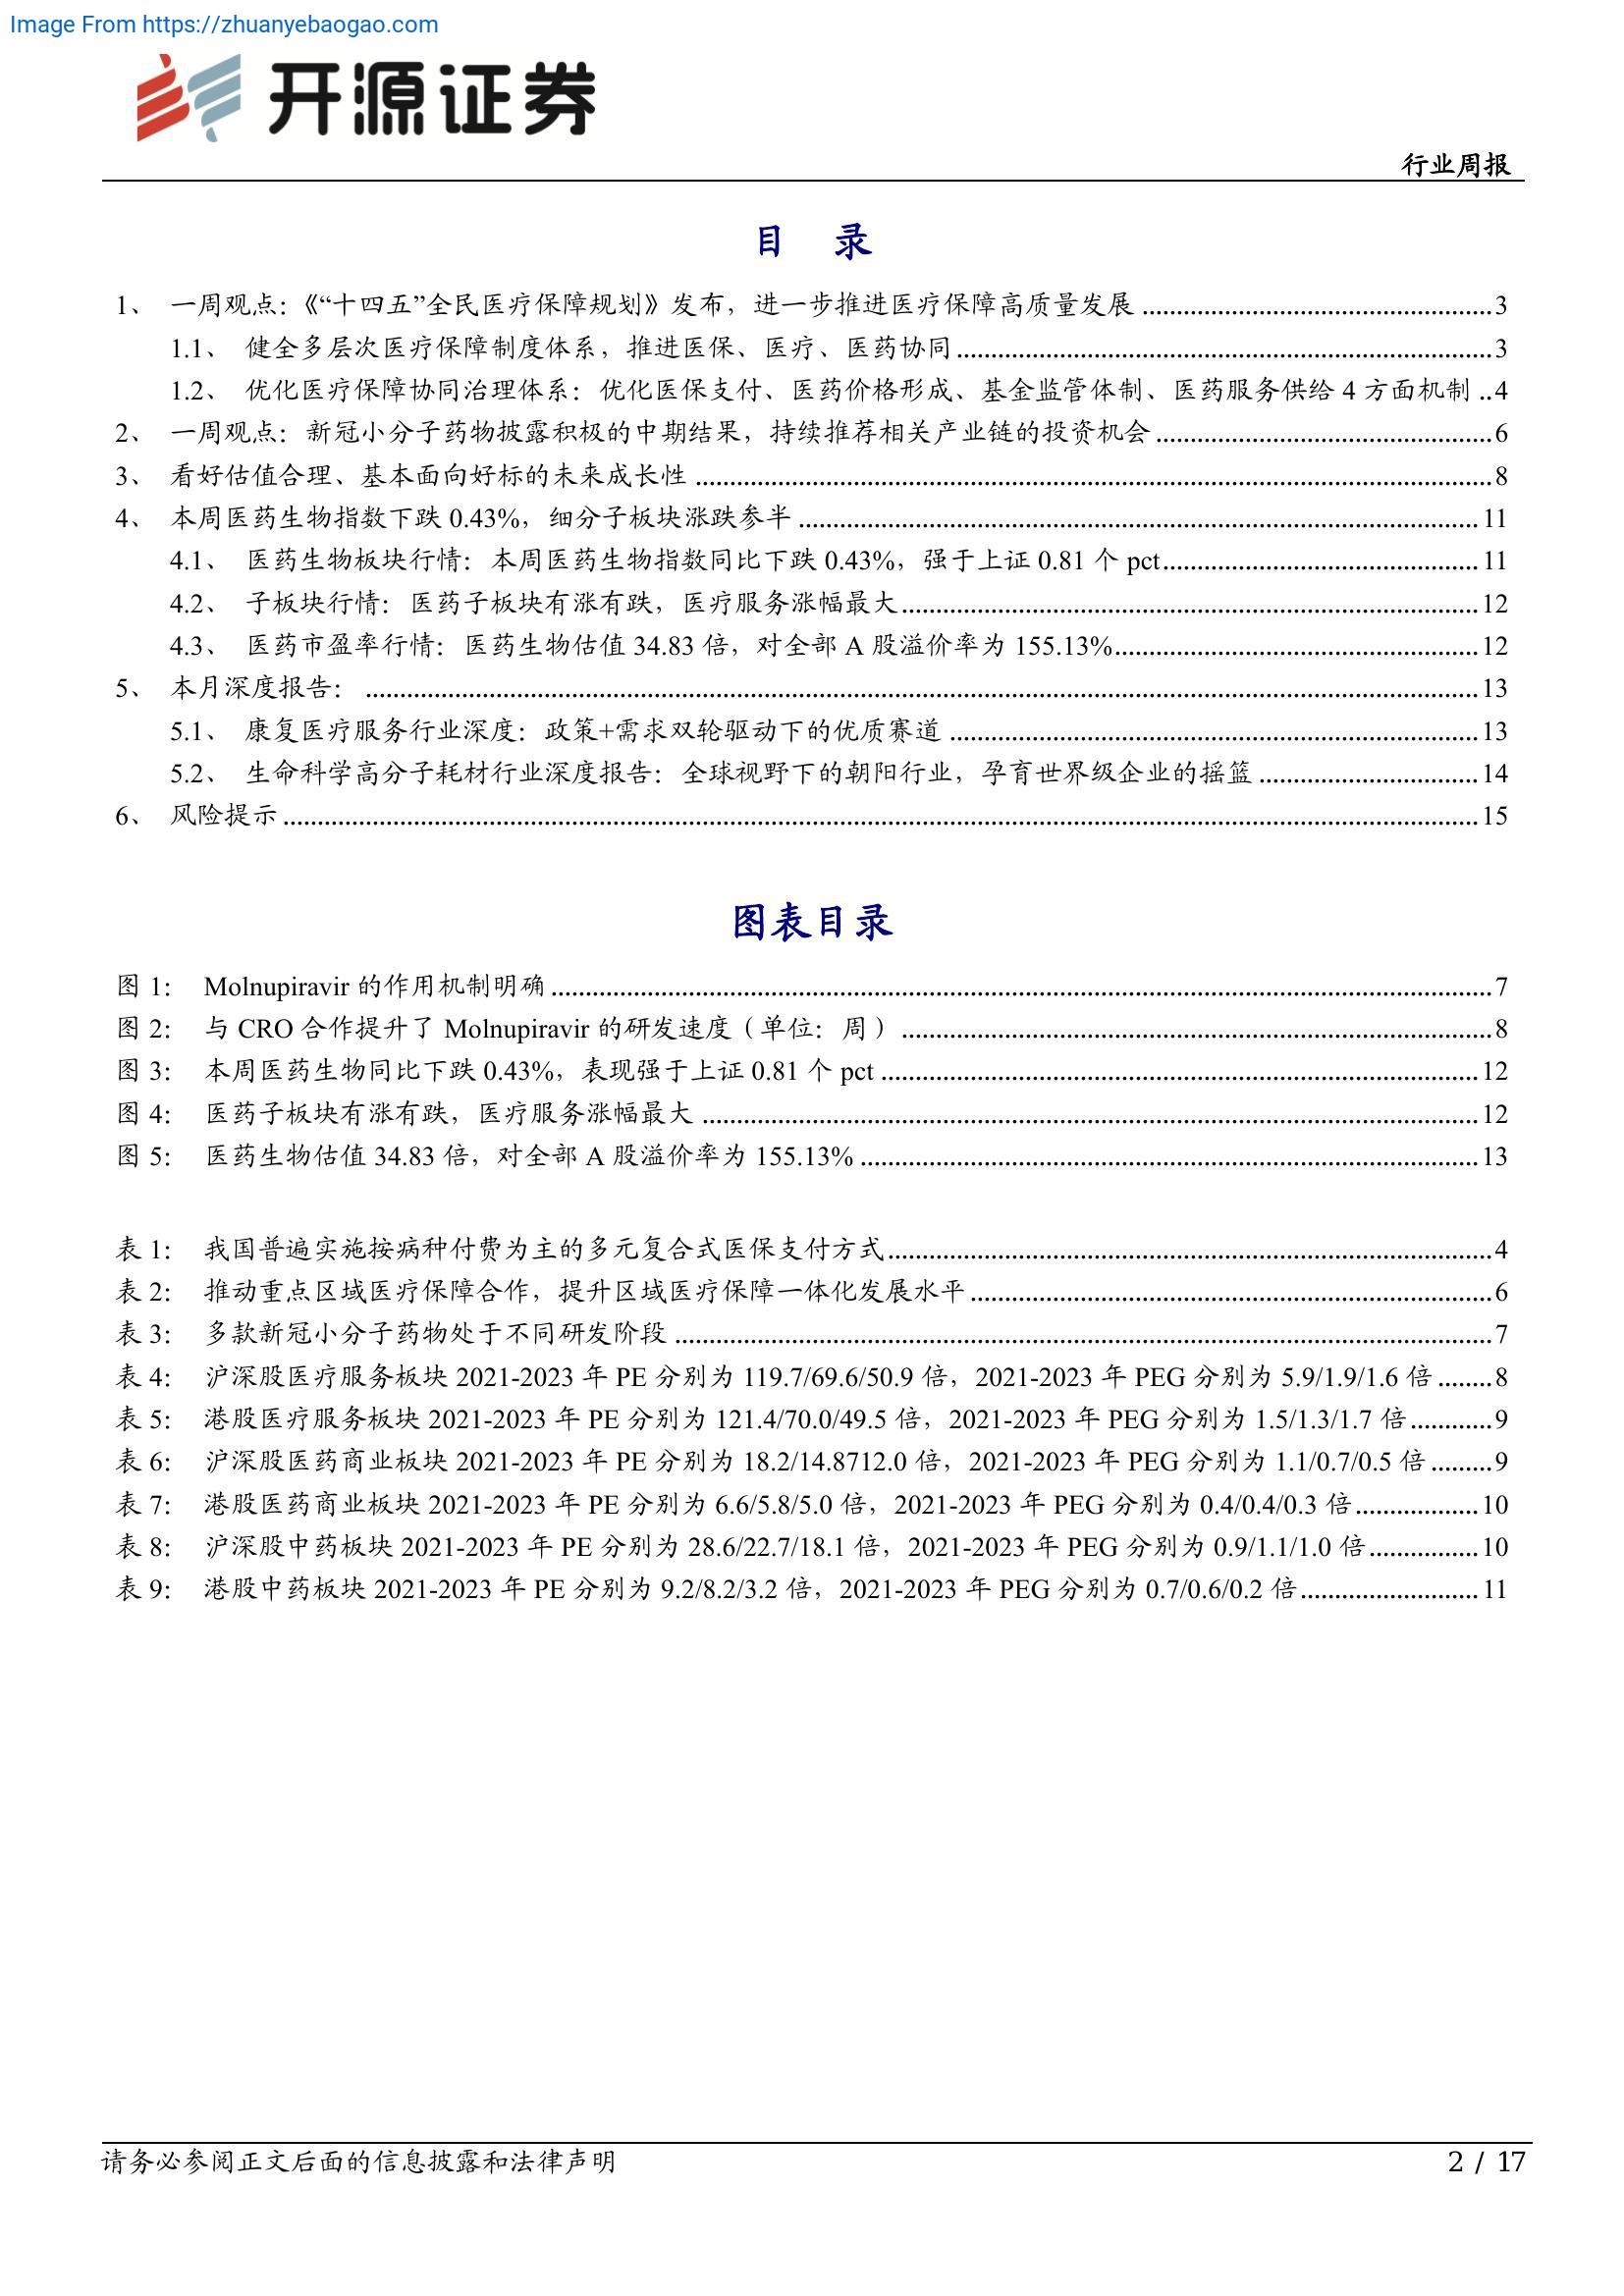 Image From https://zhuanyebaogao.com
开源证券
行业周报
目 录
1、 一周观点：《“十四五”全民医疗保障规划》发布，进一步推进医疗保障高质量发展 ................................................... 3
1.1、 健全多层次医疗保障制度体系，推进医保、医疗、医药协同 .............................................................................. 3
1.2、 优化医疗保障协同治理体系：优化医保支付、医药价格形成、基金监管体制、医药服务供给 4 方面机制 .. 4
2、 一周观点：新冠小分子药物披露积极的中期结果，持续推荐相关产业链的投资机会 ................................................. 6
3、 看好估值合理、基本面向好标的未来成长性 .................................................................................................................... 8
4、 本周医药生物指数下跌 0.43%，细分子板块涨跌参半 ................................................................................................... 11
4.1、 医药生物板块行情：本周医药生物指数同比下跌 0.43%，强于上证 0.81 个 pct .............................................. 11
4.2、 子板块行情：医药子板块有涨有跌，医疗服务涨幅最大 .................................................................................... 12
4.3、 医药市盈率行情：医药生物估值 34.83 倍，对全部 A 股溢价率为 155.13% ..................................................... 12
5、 本月深度报告： .................................................................................................................................................................. 13
5.1、 康复医疗服务行业深度：政策+需求双轮驱动下的优质赛道 ............................................................................. 13
5.2、 生命科学高分子耗材行业深度报告：全球视野下的朝阳行业，孕育世界级企业的摇篮 ................................ 14
6、 风险提示 .............................................................................................................................................................................. 15
图表目录
图 1： Molnupiravir 的作用机制明确 ......................................................................................................................................... 7
图 2： 与 CRO 合作提升了 Molnupiravir 的研发速度（单位：周） ...................................................................................... 8
图 3： 本周医药生物同比下跌 0.43%，表现强于上证 0.81 个 pct ....................................................................................... 12
图 4： 医药子板块有涨有跌，医疗服务涨幅最大 ................................................................................................................. 12
图 5： 医药生物估值 34.83 倍，对全部 A 股溢价率为 155.13% .......................................................................................... 13
表 1： 我国普遍实施按病种付费为主的多元复合式医保支付方式 ........................................................................................ 4
表 2： 推动重点区域医疗保障合作，提升区域医疗保障一体化发展水平 ............................................................................ 6
表 3： 多款新冠小分子药物处于不同研发阶段 ....................................................................................................................... 7
表 4： 沪深股医疗服务板块 2021-2023 年 PE 分别为 119.7/69.6/50.9 倍，2021-2023 年 PEG 分别为 5.9/1.9/1.6 倍 ........ 8
表 5： 港股医疗服务板块 2021-2023 年 PE 分别为 121.4/70.0/49.5 倍，2021-2023 年 PEG 分别为 1.5/1.3/1.7 倍 ............ 9
表 6： 沪深股医药商业板块 2021-2023 年 PE 分别为 18.2/14.8712.0 倍，2021-2023 年 PEG 分别为 1.1/0.7/0.5 倍 ......... 9
表 7： 港股医药商业板块 2021-2023 年 PE 分别为 6.6/5.8/5.0 倍，2021-2023 年 PEG 分别为 0.4/0.4/0.3 倍 .................. 10
表 8： 沪深股中药板块 2021-2023 年 PE 分别为 28.6/22.7/18.1 倍，2021-2023 年 PEG 分别为 0.9/1.1/1.0 倍 ................ 10
表 9： 港股中药板块 2021-2023 年 PE 分别为 9.2/8.2/3.2 倍，2021-2023 年 PEG 分别为 0.7/0.6/0.2 倍 .......................... 11
请务必参阅正文后面的信息披露和法律声明
2 / 17